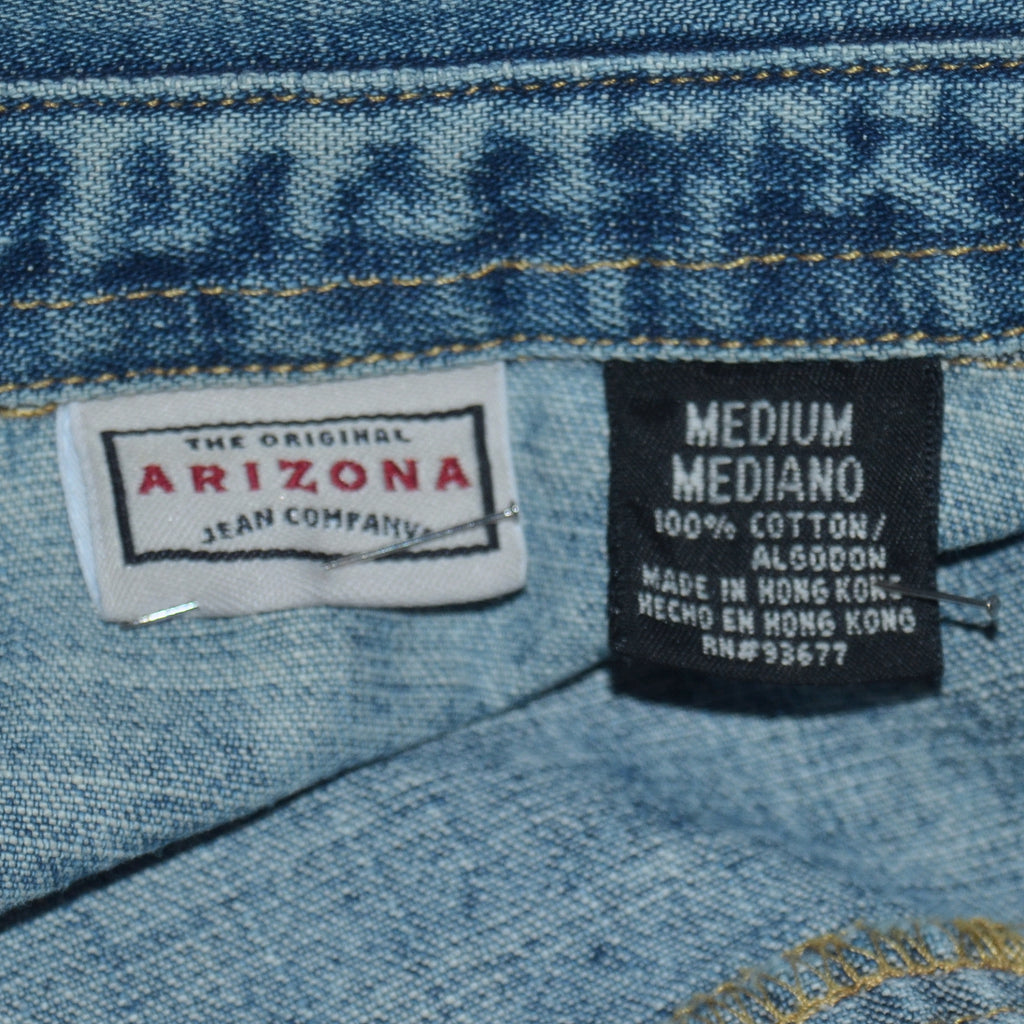 THE ORIGINAL
ARIZONA
JEAN COMPANY
MEDIUM
MEDIANO
100% COTTON/
ALGODON
MADE IN HONG KONG
HECHO EN HONG KONG
RN#93677